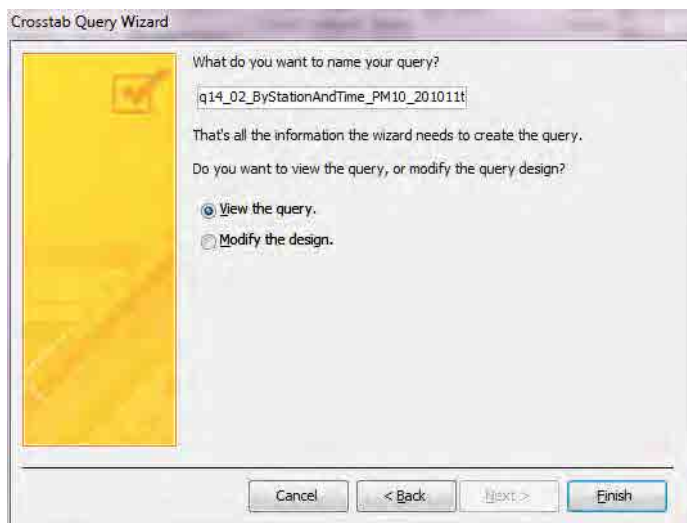 Crosstab Query Wizard
What do you want to name your query?
q14_02_ByStationAndTime_PM10_201011t
That's all the information the wizard needs to create the query.
Do you want to view the query, or modify the query design?
View the query.
Modify the design.
Cancel
< Back
Next >
Finish